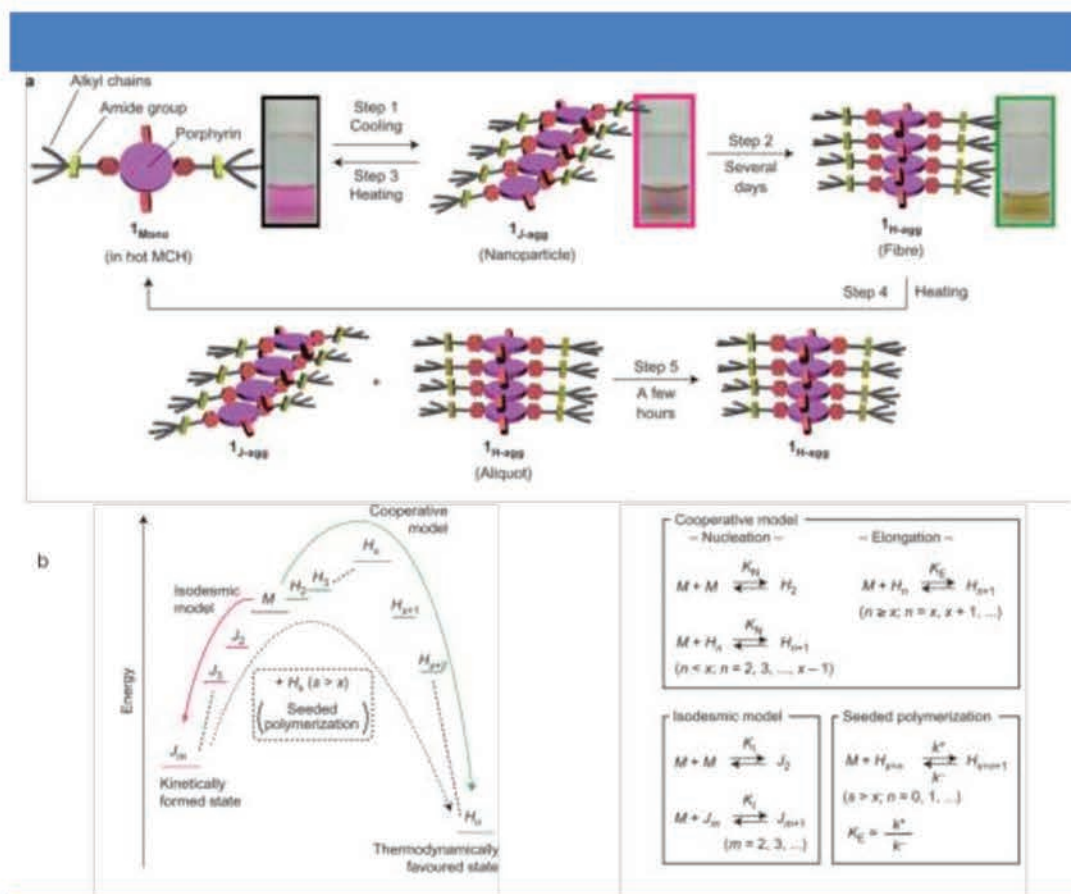 a
Alkyl chains
Amide group
Porphyrin
1Mono
(in hot MCH)
Step 1
Cooling
Step 3
Heating
1J-agg
(Nanoparticle)
Step 2
Several
days
1H-agg
(Fibre)
Step 4
Heating
1J-agg
+
1H-agg
(Aliquot)
Step 5
A few
hours
1H-agg
b
Energy
Cooperative
model
Isodesmic
model
M
H2
H3
Hx
J2
J3
Hx+1
+ Hs (s > x)
(Seeded
polymerization)
Jm
Kinetically
formed state
Hn
Thermodynamically
favoured state
Cooperative model
– Nucleation –
– Elongation –
M + M KN ⇌ H2
M + Hn KE ⇌ Hn+1
(n ≥ x; n = x, x + 1, ...)
M + Hn KN ⇌ Hn+1
(n < x; n = 2, 3, ..., x – 1)
Isodesmic model
M + M KI ⇌ J2
M + Jm KI ⇌ Jm+1
(m = 2, 3, ...)
Seeded polymerization
M + Hs+n k+ ⇌ k– Hs+n+1
(s > x; n = 0, 1, ...)
KE = k+ / k–